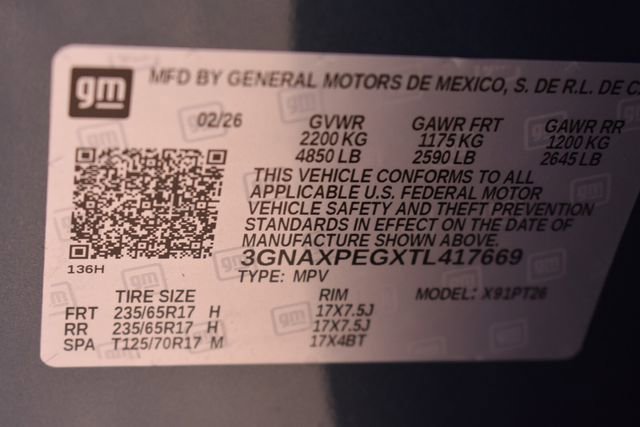 gm
MFD BY GENERAL MOTORS DE MEXICO, S. DE R.L. DE C.
02/26 GVWR GAWR FRT GAWR RR
2200 KG 1175 KG 1200 KG
4850 LB 2590 LB 2645 LB
THIS VEHICLE CONFORMS TO ALL
APPLICABLE U.S. FEDERAL MOTOR
VEHICLE SAFETY AND THEFT PREVENTION
STANDARDS IN EFFECT ON THE DATE OF
MANUFACTURE SHOWN ABOVE.
3GNAXPEGXTL417669
136H
TYPE: MPV
TIRE SIZE RIM MODEL: X91PT26
FRT 235/65R17 H 17X7.5J
RR 235/65R17 H 17X7.5J
SPA T125/70R17 M 17X4BT